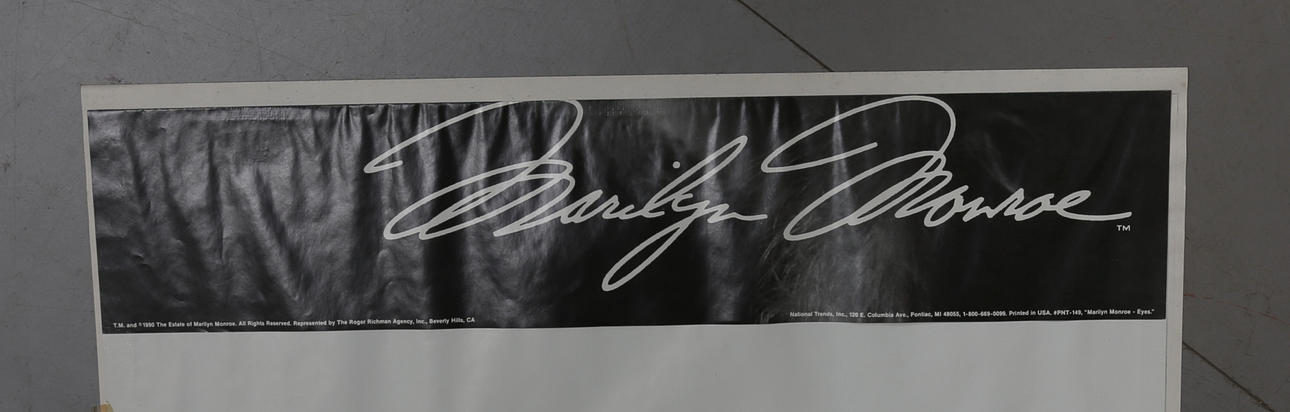 Marilyn Monroe TM
T.M. and ©1990 The Estate of Marilyn Monroe. All Rights Reserved. Represented by The Roger Richman Agency, Inc., Beverly Hills, CA
National Trends, Inc., 120 E. Columbia Ave., Pontiac, MI 48055, 1-800-669-0099. Printed in USA. #PNT-149, "Marilyn Monroe - Eyes."